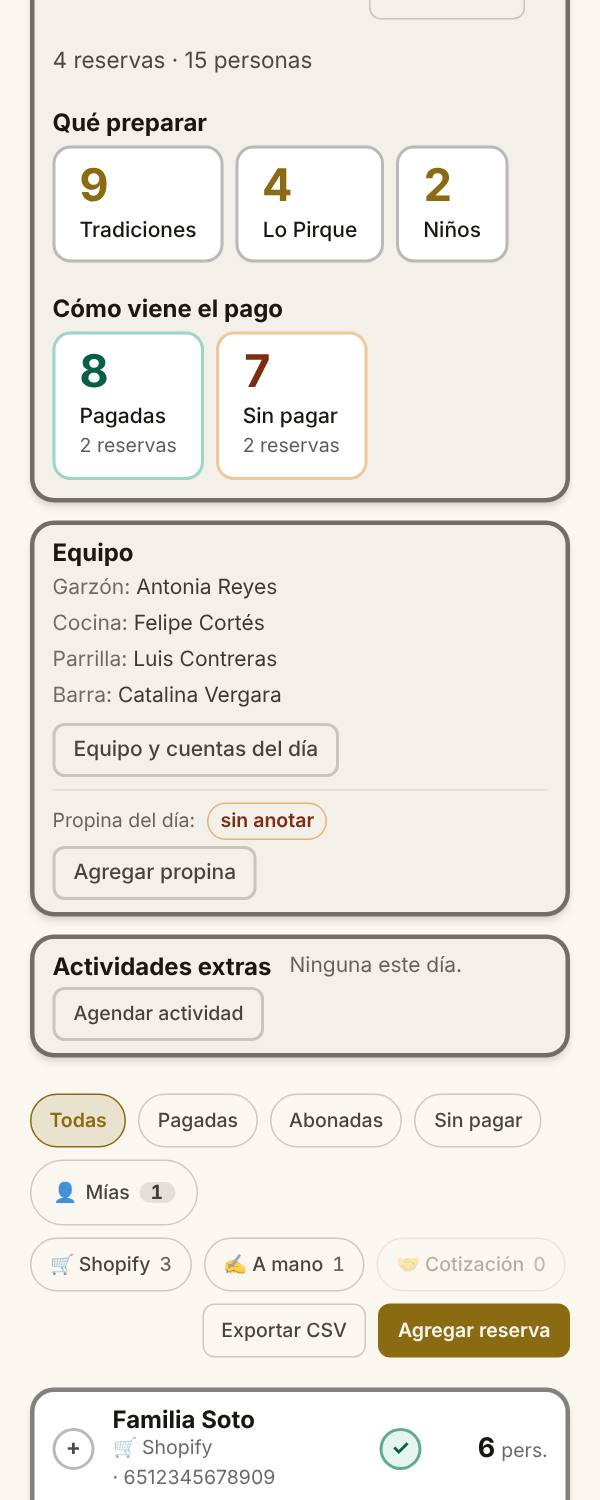 4 reservas · 15 personas
Qué preparar
9
Tradiciones
4
Lo Pirque
2
Niños
Cómo viene el pago
8
Pagadas
2 reservas
7
Sin pagar
2 reservas
Equipo
Garzón: Antonia Reyes
Cocina: Felipe Cortés
Parrilla: Luis Contreras
Barra: Catalina Vergara
Equipo y cuentas del día
Propina del día: sin anotar
Agregar propina
Actividades extras Ninguna este día.
Agendar actividad
Todas Pagadas Abonadas Sin pagar
👤 Mías 1
🛒 Shopify 3 ✍️ A mano 1 🤝 Cotización 0
Exportar CSV Agregar reserva
Familia Soto
+ 🛒 Shopify ✓ 6 pers.
· 6512345678909